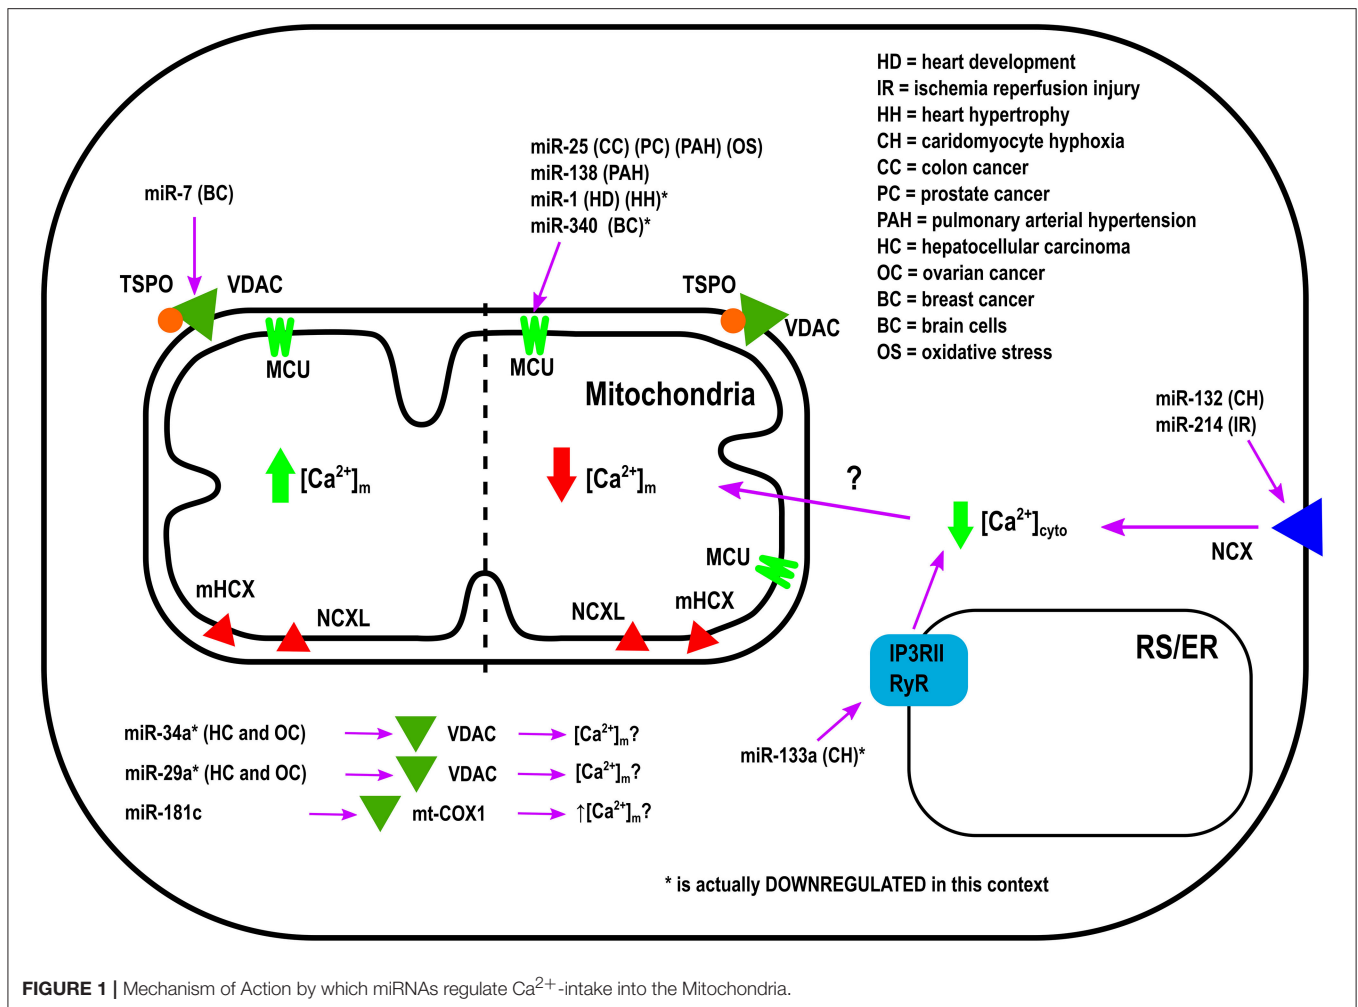 HD = heart development
IR = ischemia reperfusion injury
HH = heart hypertrophy
CH = caridomyocyte hyphoxia
CC = colon cancer
PC = prostate cancer
PAH = pulmonary arterial hypertension
HC = hepatocellular carcinoma
OC = ovarian cancer
BC = breast cancer
BC = brain cells
OS = oxidative stress
miR-25 (CC) (PC) (PAH) (OS)
miR-138 (PAH)
miR-1 (HD) (HH)*
miR-340 (BC)*
miR-7 (BC)
TSPO
VDAC
MCU
MCU
TSPO
VDAC
Mitochondria
[Ca2+]m
[Ca2+]m
?
miR-132 (CH)
miR-214 (IR)
[Ca2+]cyto
NCX
MCU
mHCX
NCXL
NCXL
mHCX
IP3RII
RyR
RS/ER
miR-133a (CH)*
miR-34a* (HC and OC) VDAC [Ca2+]m?
miR-29a* (HC and OC) VDAC [Ca2+]m?
miR-181c mt-COX1 ↑[Ca2+]m?
* is actually DOWNREGULATED in this context
FIGURE 1 | Mechanism of Action by which miRNAs regulate Ca2+-intake into the Mitochondria.